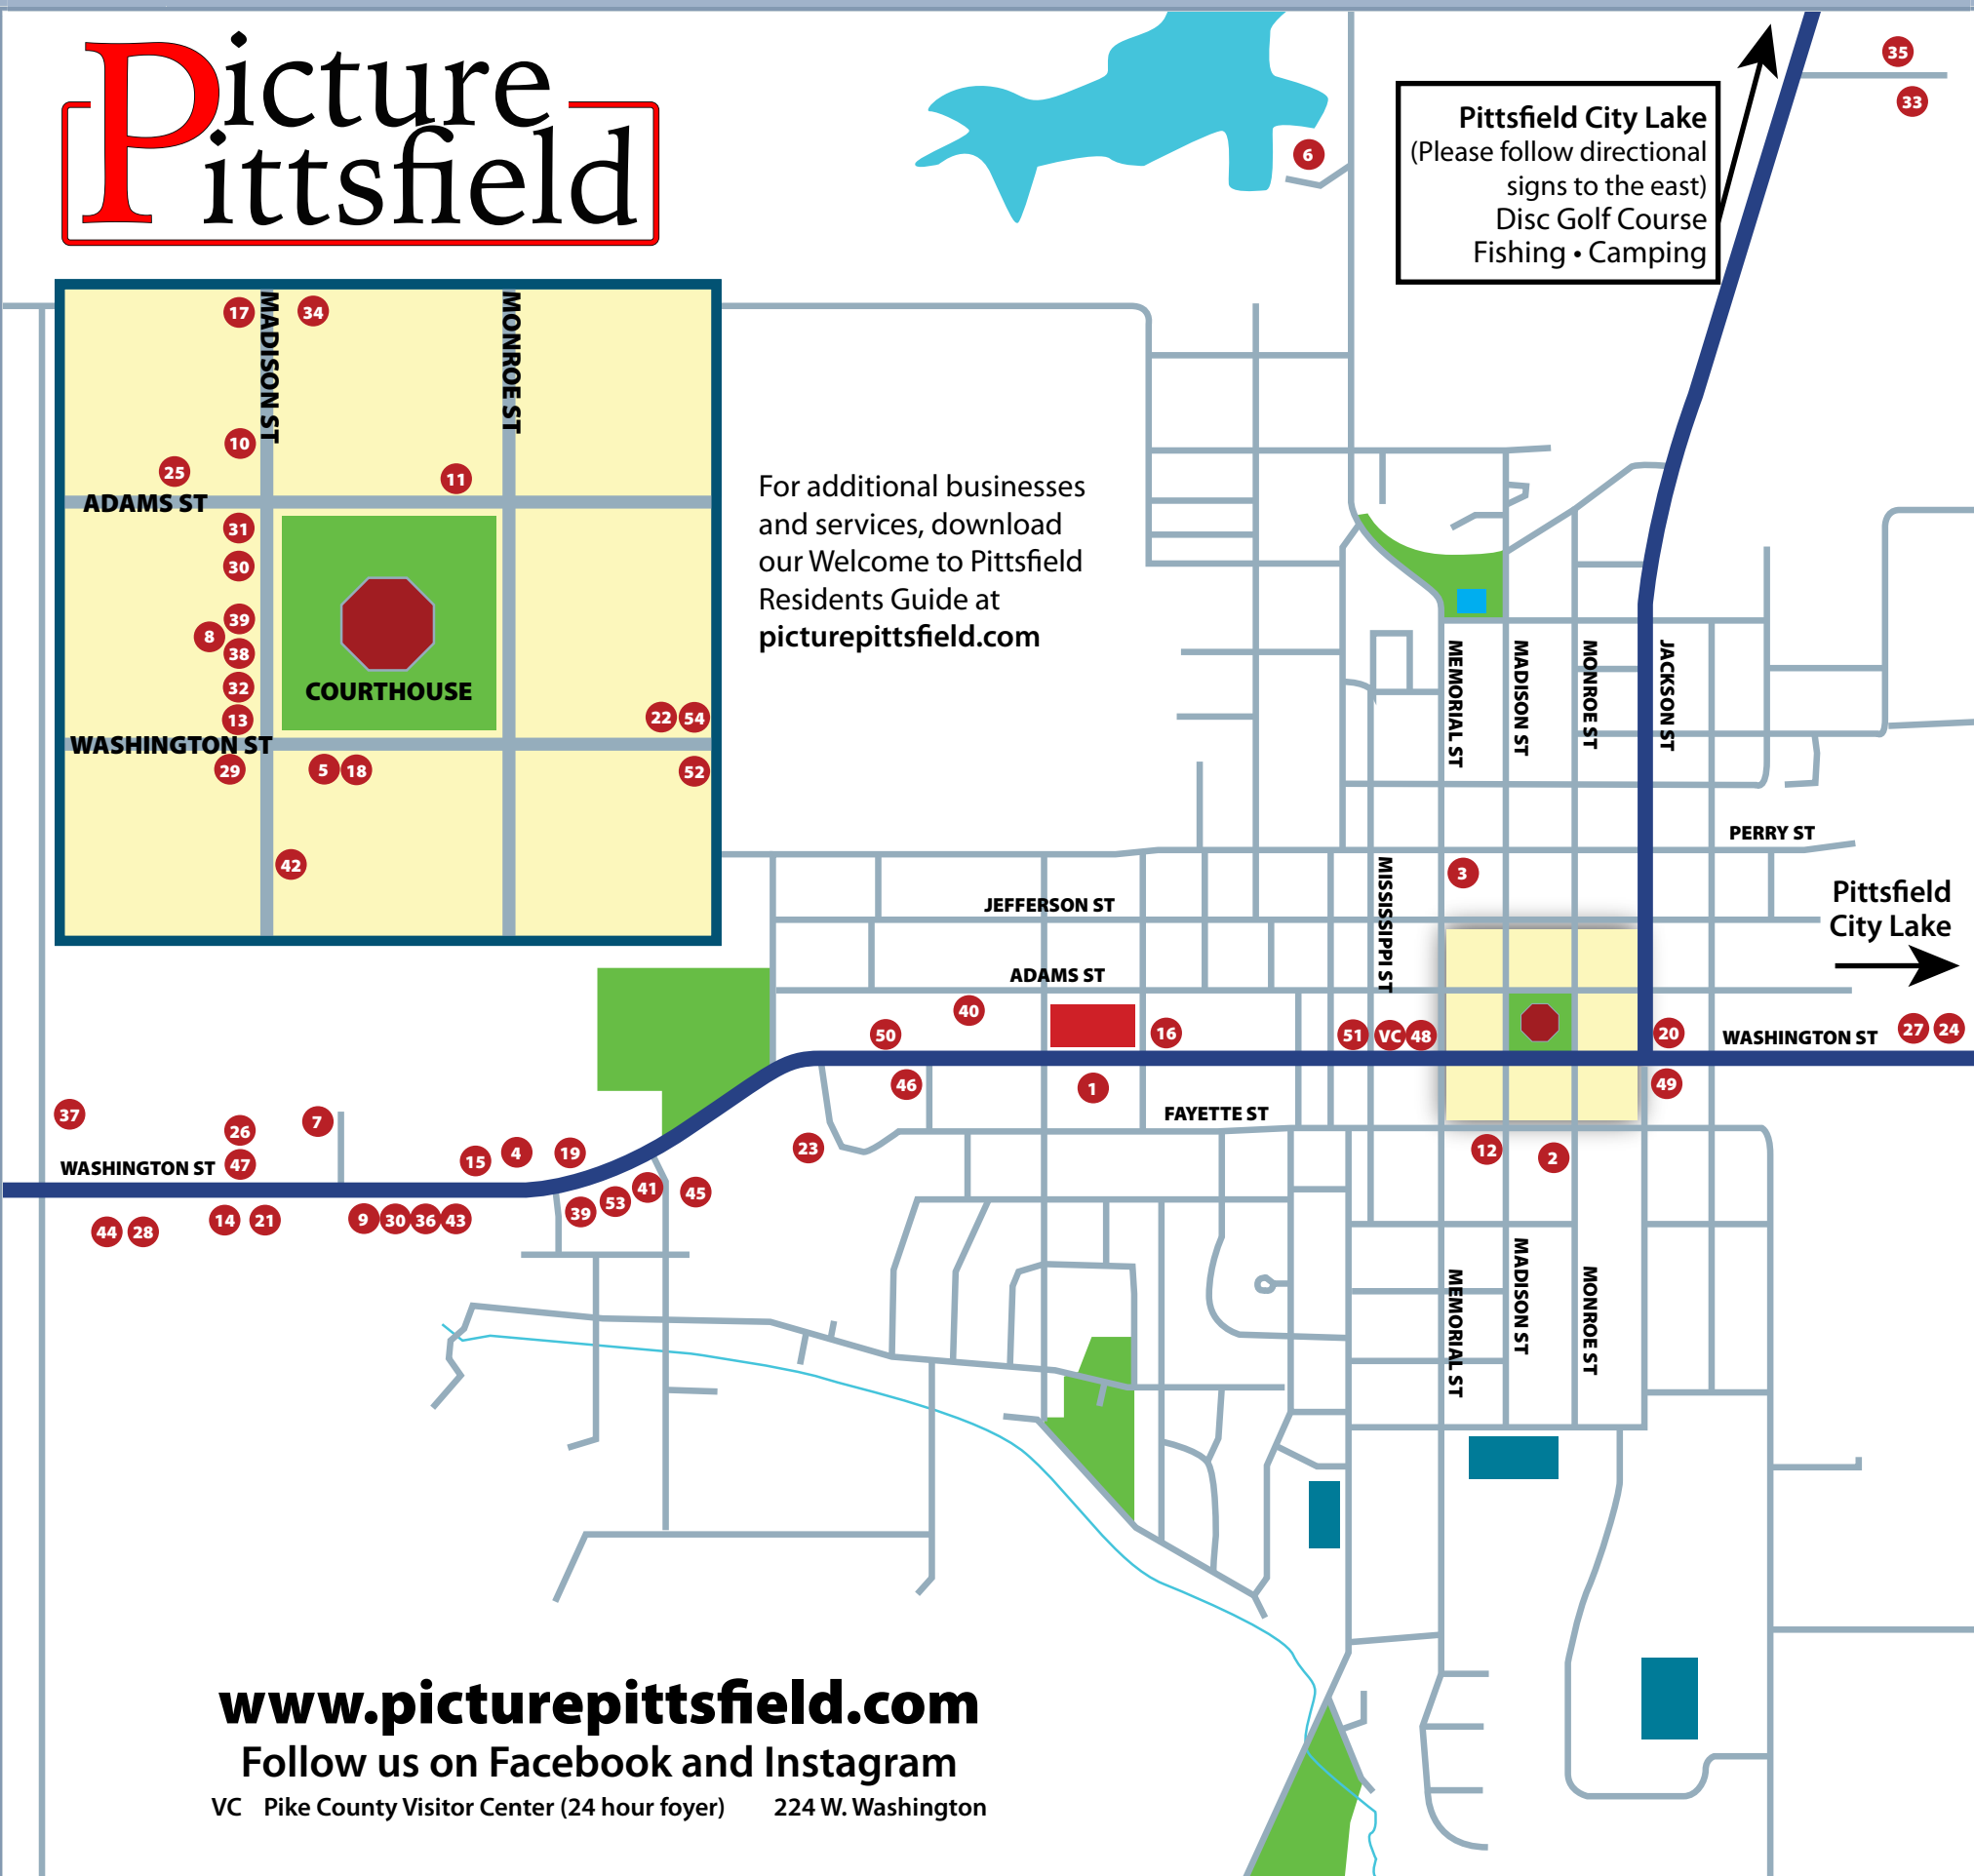 Picture
Pittsfield
35
33
6
Pittsfield City Lake
(Please follow directional
signs to the east)
Disc Golf Course
Fishing • Camping
17
MADISON ST
34
MONROE ST
10
25
11
ADAMS ST
31
30
39
8
38
32
13
COURTHOUSE
22
54
WASHINGTON ST
29
5
18
52
42
For additional businesses
and services, download
our Welcome to Pittsfield
Residents Guide at
picturepittsfield.com
MEMORIAL ST
MADISON ST
MONROE ST
JACKSON ST
PERRY ST
MISSISSIPPI ST
3
JEFFERSON ST
Pittsfield
City Lake
ADAMS ST
40
50
16
51
VC
48
20
WASHINGTON ST
27
24
46
1
49
FAYETTE ST
23
12
2
37
26
7
47
WASHINGTON ST
15
4
19
41
45
53
39
14
21
9
30
36
43
44
28
MEMORIAL ST
MADISON ST
MONROE ST
www.picturepittsfield.com
Follow us on Facebook and Instagram
VC Pike County Visitor Center (24 hour foyer) 224 W. Washington